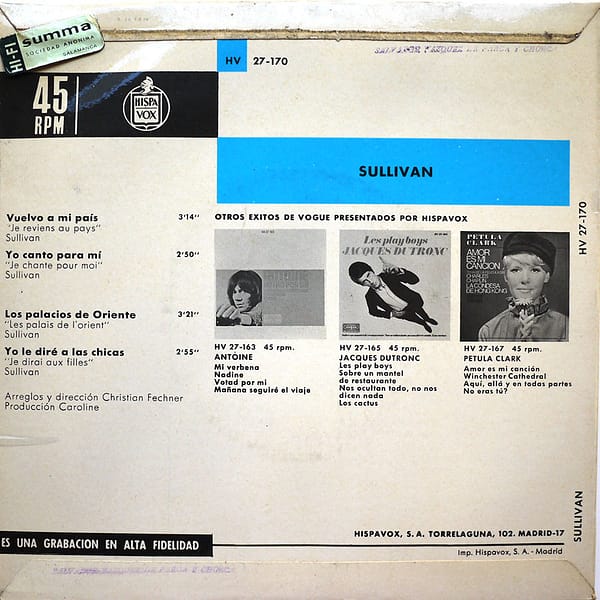 HI-FI
summa
SOCIEDAD ANONIMA
SALAMANCA
HV 27-170
45
RPM
HISPA
VOX
SULLIVAN
Vuelvo a mi país 3'14"
"Je reviens au pays"
Sullivan
Yo canto para mí 2'50"
"Je chante pour moi"
Sullivan
Los palacios de Oriente 3'21"
"Les palais de l'orient"
Sullivan
Yo le diré a las chicas 2'55"
"Je dirai aux filles"
Sullivan
Arreglos y dirección Christian Fechner
Producción Caroline
OTROS EXITOS DE VOGUE PRESENTADOS POR HISPAVOX
HV 27-163 45 rpm.
ANTÖINE
Mi verbena
Nadine
Votad por mi
Mañana seguiré el viaje
Les play boys
JACQUES DUTRONC
HV 27-165 45 rpm.
JACQUES DUTRONC
Les play boys
Sobre un mantel
de restaurante
Nos ocultan todo, no nos
dicen nada
Los cactus
PETULA
CLARK
AMOR
ES MI
CANCION
CHARLES
CHAPLIN
LA CONDESA
DE HONG KONG
HV 27-167 45 rpm.
PETULA CLARK
Amor es mi canción
Winchester Cathedral
Aquí, allá y en todas partes
No eras tú?
HV 27-170
SULLIVAN
ES UNA GRABACION EN ALTA FIDELIDAD
HISPAVOX, S. A. TORRELAGUNA, 102. MADRID-17
Imp. Hispavox, S. A. - Madrid